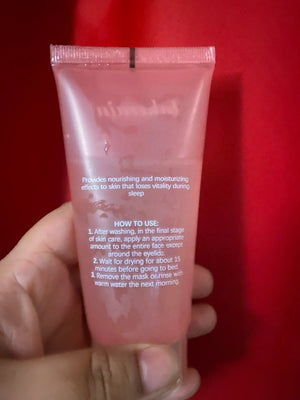 Provides nourishing and moisturizing
effects to skin that loses vitality during
sleep
HOW TO USE:
1. After washing, in the final stage
of skin care, apply an appropriate
amount to the entire face except
around the eyelids.
2. Wait for drying for about 15
minutes before going to bed.
3. Remove the mask ourinse with
warm water the next morning.